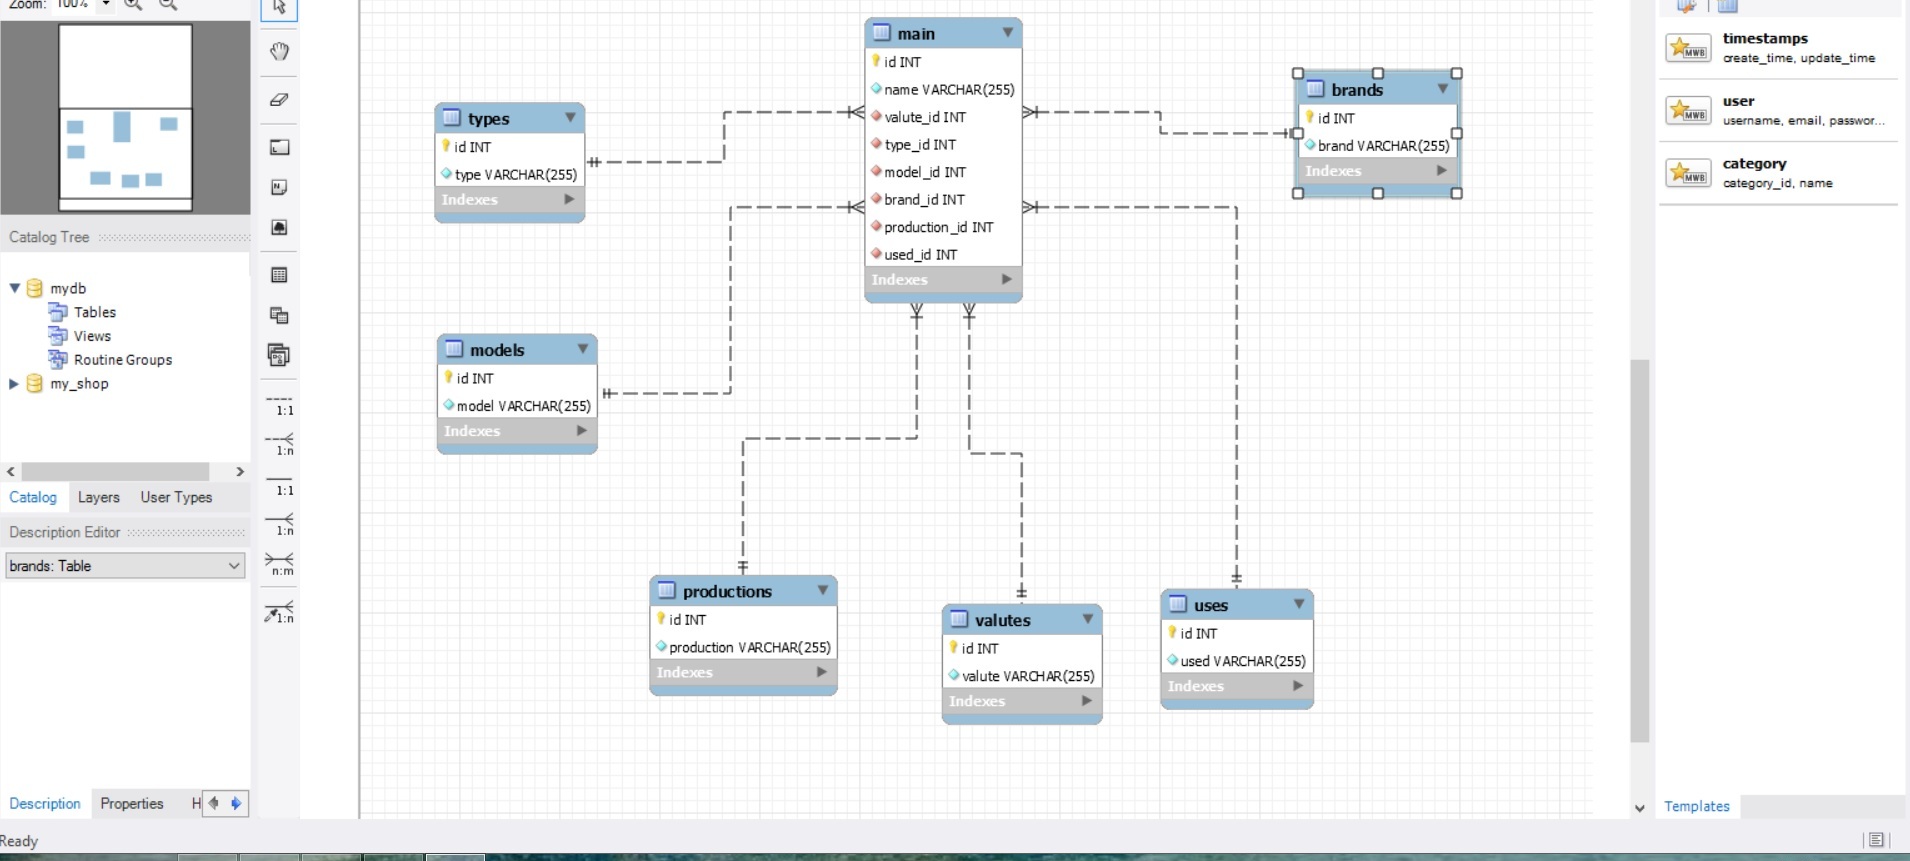 Zoom: 100%
Catalog Tree
mydb
Tables
Views
Routine Groups
my_shop
Catalog Layers User Types
Description Editor
brands: Table
Description Properties H
Ready
1:1
1:n
1:1
1:n
n:m
1:n
types
id INT
type VARCHAR(255)
Indexes
models
id INT
model VARCHAR(255)
Indexes
main
id INT
name VARCHAR(255)
valute_id INT
type_id INT
model_id INT
brand_id INT
production_id INT
used_id INT
Indexes
brands
id INT
brand VARCHAR(255)
Indexes
productions
id INT
production VARCHAR(255)
Indexes
valutes
id INT
valute VARCHAR(255)
Indexes
uses
id INT
used VARCHAR(255)
Indexes
MWB
timestamps
create_time, update_time
MWB
user
username, email, passwor...
MWB
category
category_id, name
Templates